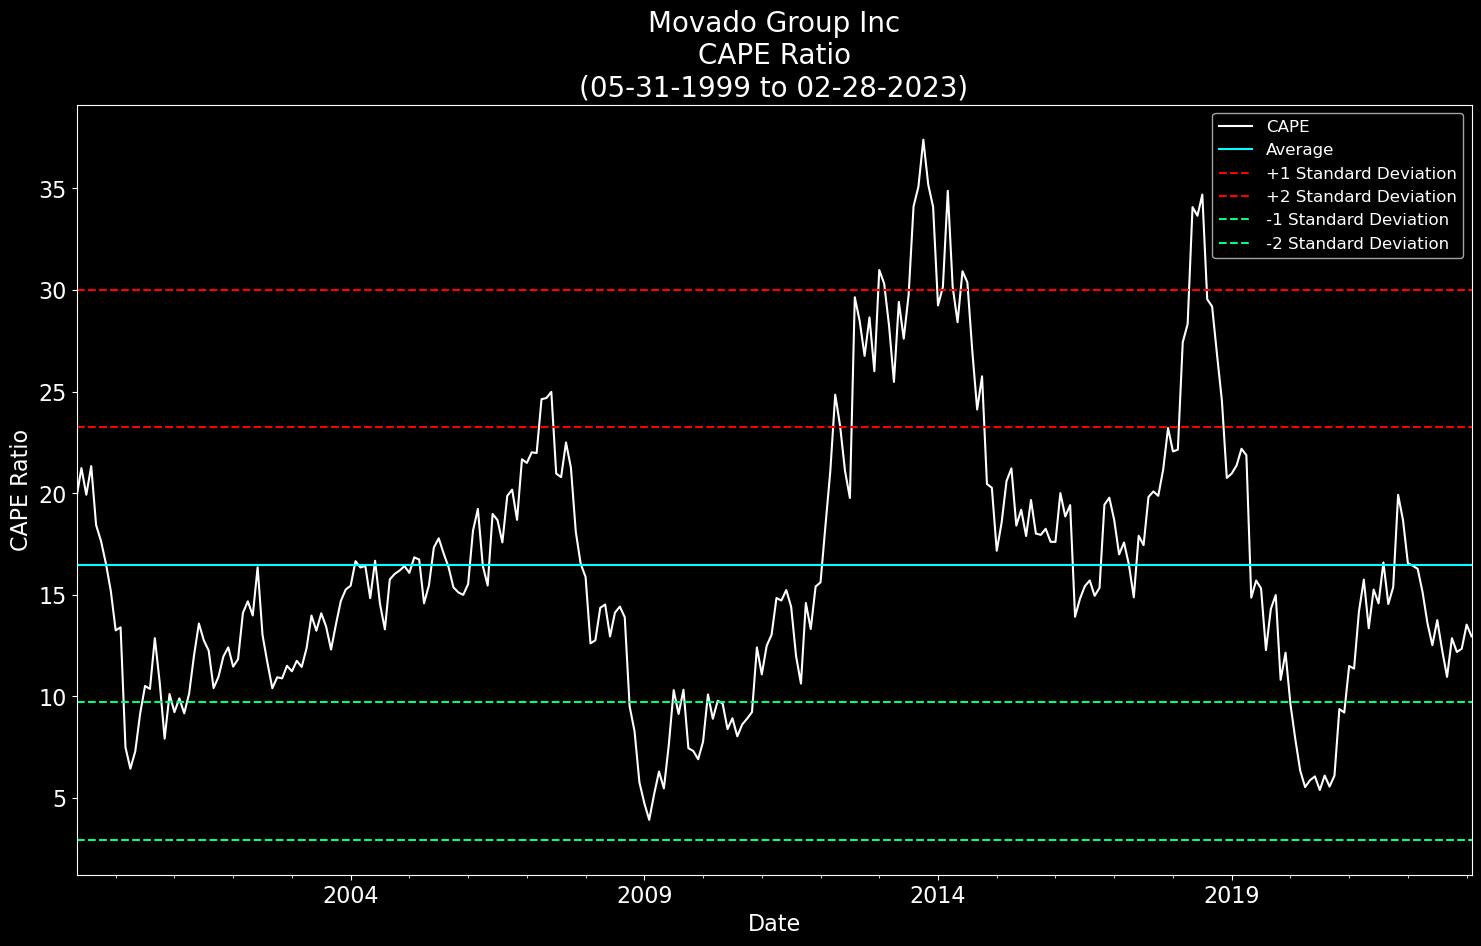 Movado Group Inc
CAPE Ratio
(05-31-1999 to 02-28-2023)
CAPE
Average
+1 Standard Deviation
+2 Standard Deviation
-1 Standard Deviation
-2 Standard Deviation
35
30
25
20
15
10
5
CAPE Ratio
2004 2009 2014 2019
Date